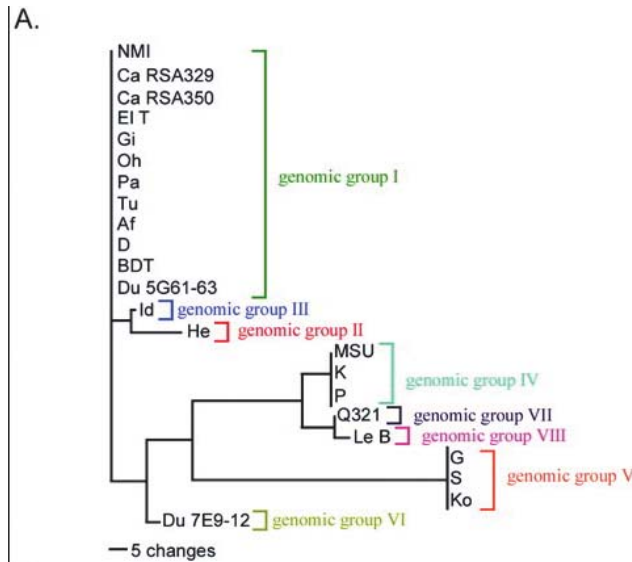 A.
NMI
Ca RSA329
Ca RSA350
El T
Gi
Oh
Pa
Tu
Af
D
BDT
Du 5G61-63
genomic group I
Id genomic group III
He genomic group II
MSU
K
P
genomic group IV
Q321 genomic group VII
Le B genomic group VIII
G
S
Ko
genomic group V
Du 7E9-12 genomic group VI
5 changes